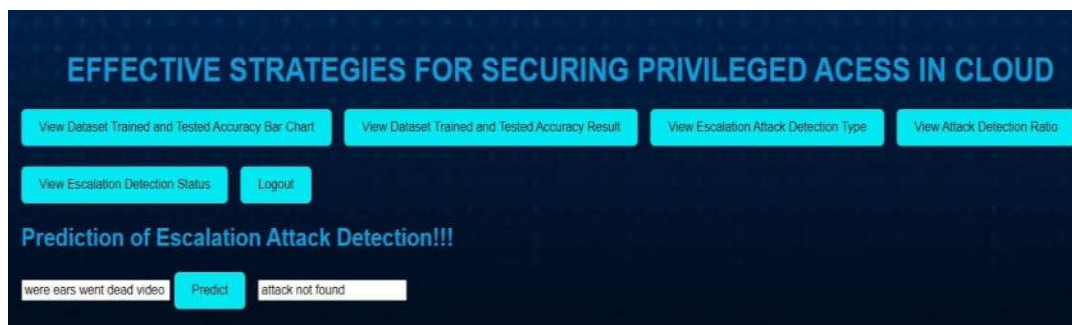 EFFECTIVE STRATEGIES FOR SECURING PRIVILEGED ACESS IN CLOUD
View Dataset Trained and Tested Accuracy Bar Chart View Dataset Trained and Tested Accuracy Result View Escalation Attack Detection Type View Attack Detection Ratio
View Escalation Detection Status Logout
Prediction of Escalation Attack Detection!!!
were ears went dead video Predict attack not found